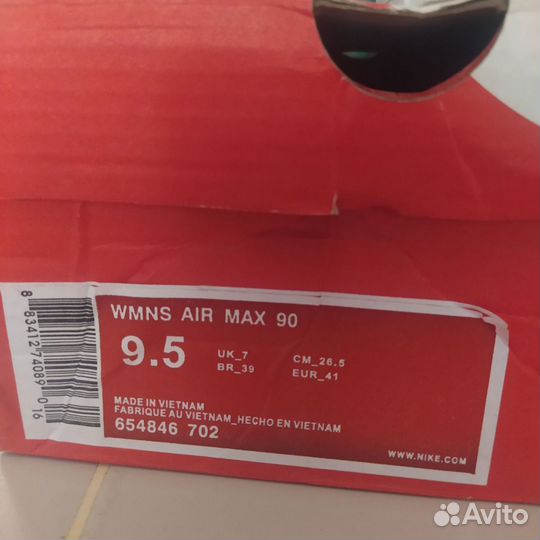 WMNS AIR MAX 90
9.5
UK_7 CM_26.5
BR_39 EUR_41
MADE IN VIETNAM
FABRIQUE AU VIETNAM_HECHO EN VIETNAM
654846 702
WWW.NIKE.COM
8 83412 74089 0 16
Avito